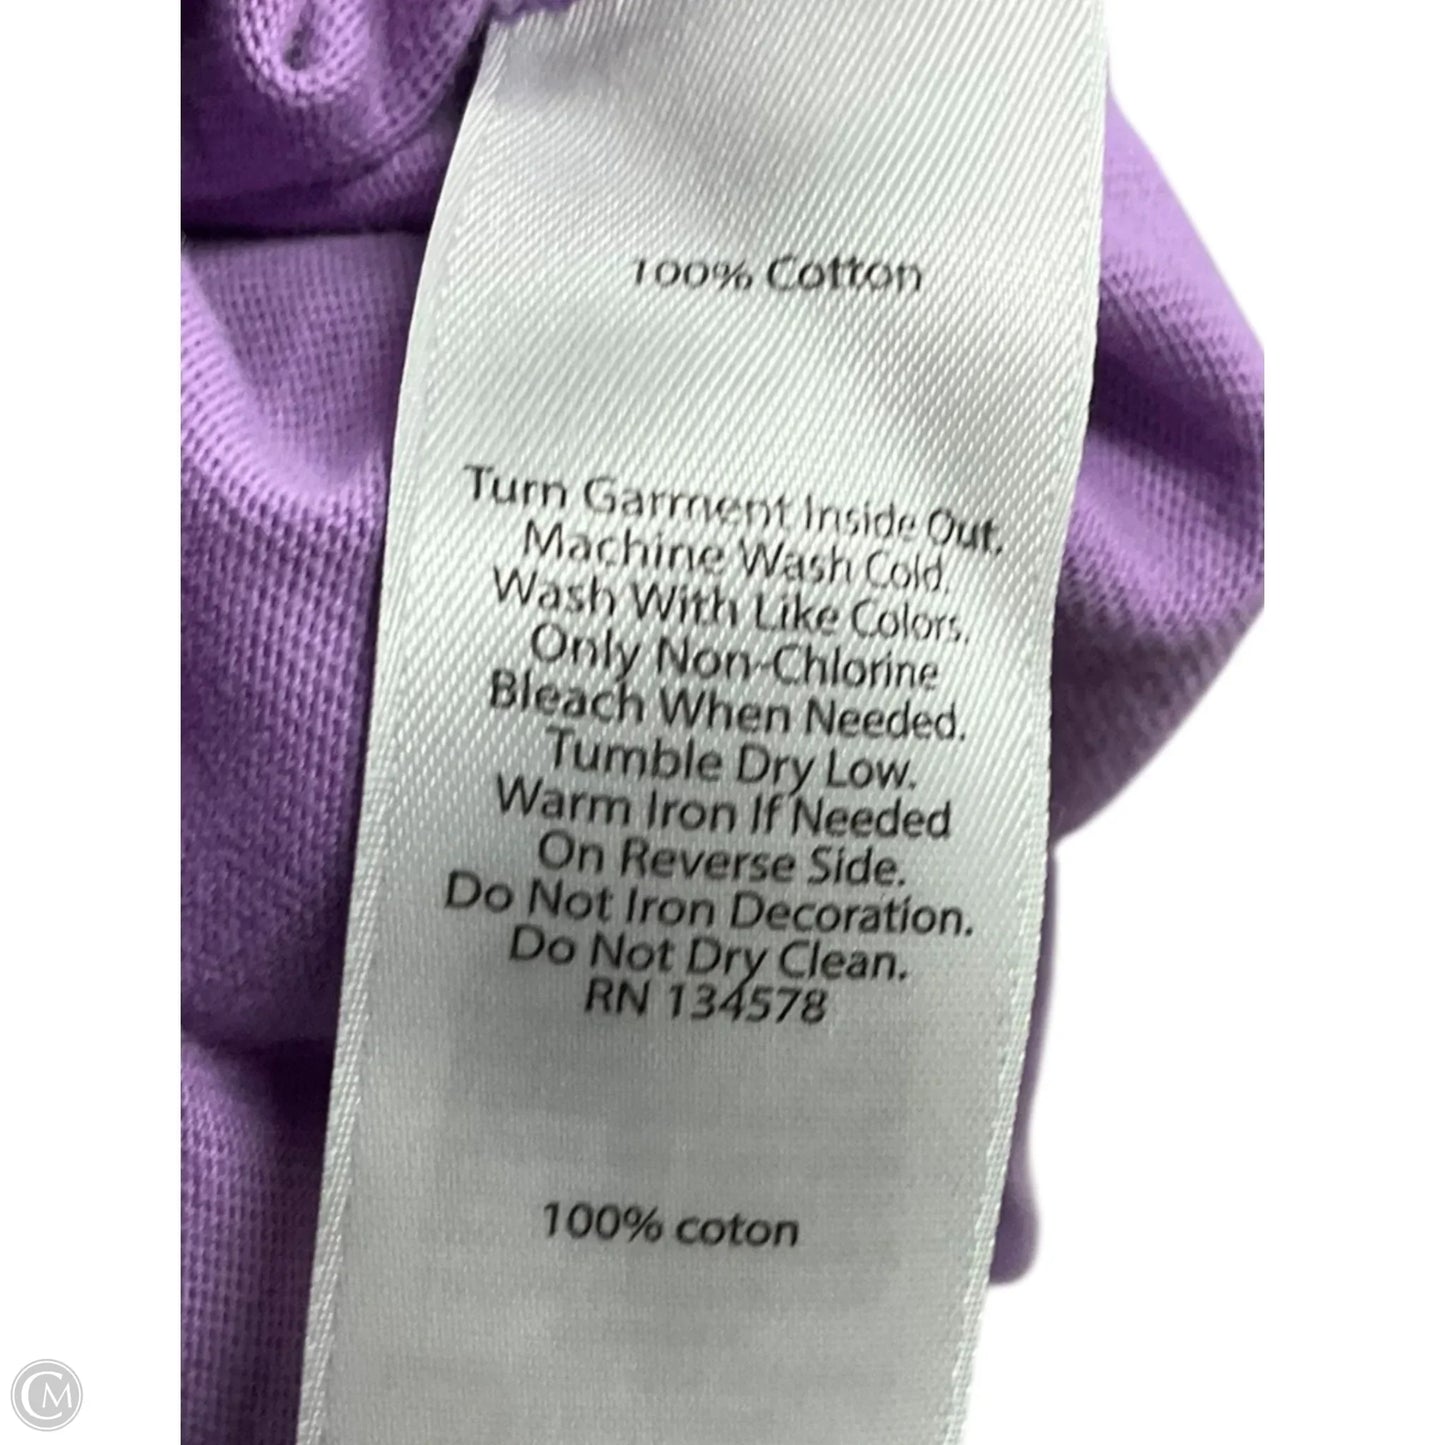 100% Cotton
Turn Garment Inside Out.
Machine Wash Cold.
Wash With Like Colors.
Only Non-Chlorine
Bleach When Needed.
Tumble Dry Low.
Warm Iron If Needed
On Reverse Side.
Do Not Iron Decoration.
Do Not Dry Clean.
RN 134578
100% coton
CM